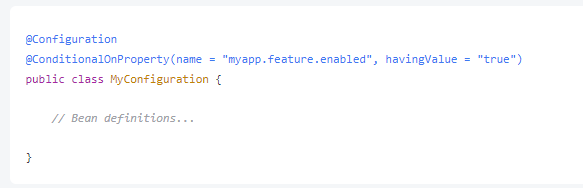 @Configuration
@ConditionalOnProperty(name = "myapp.feature.enabled", havingValue = "true")
public class MyConfiguration {
// Bean definitions...
}